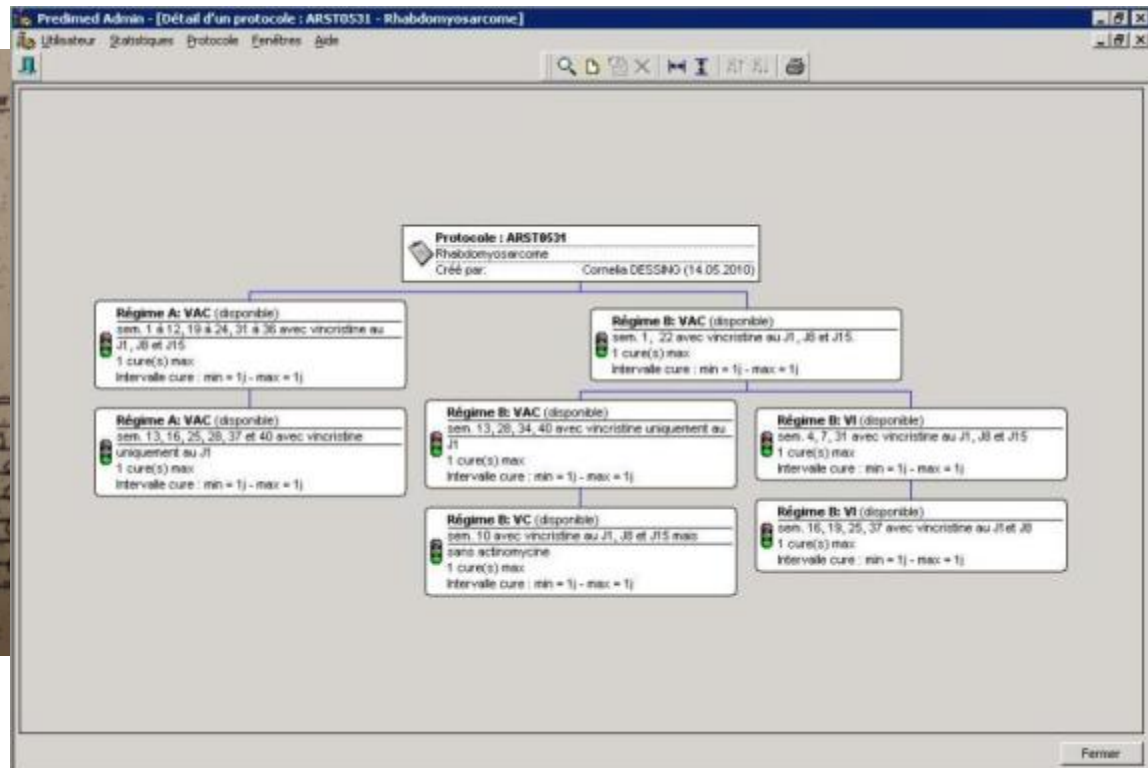 Predimed Admin - [Détail d'un protocole : ARST0531 - Rhabdomyosarcome]
Utilisateur Statistiques Protocole Fenêtres Aide
Protocole : ARST0531
Rhabdomyosarcome
Créé par: Cornelia DESSING (14.05.2010)
Régime A: VAC (disponible)
sem. 1 à 12, 19 à 24, 31 à 36 avec vincristine au
J1, J8 et J15
1 cure(s) max
Intervalle cure : min = 1j - max = 1j
Régime A: VAC (disponible)
sem. 13, 16, 25, 28, 37 et 40 avec vincristine
uniquement au J1
1 cure(s) max
Intervalle cure : min = 1j - max = 1j
Régime B: VAC (disponible)
sem. 1, 22 avec vincristine au J1, J8 et J15.
1 cure(s) max
Intervalle cure : min = 1j - max = 1j
Régime B: VAC (disponible)
sem. 13, 28, 34, 40 avec vincristine uniquement au
J1
1 cure(s) max
Intervalle cure : min = 1j - max = 1j
Régime B: VC (disponible)
sem. 10 avec vincristine au J1, J8 et J15 mais
sans actinomycine
1 cure(s) max
Intervalle cure : min = 1j - max = 1j
Régime B: VI (disponible)
sem. 4, 7, 31 avec vincristine au J1, J8 et J15
1 cure(s) max
Intervalle cure : min = 1j - max = 1j
Régime B: VI (disponible)
sem. 16, 19, 25, 37 avec vincristine au J1et J8
1 cure(s) max
Intervalle cure : min = 1j - max = 1j
Fermer